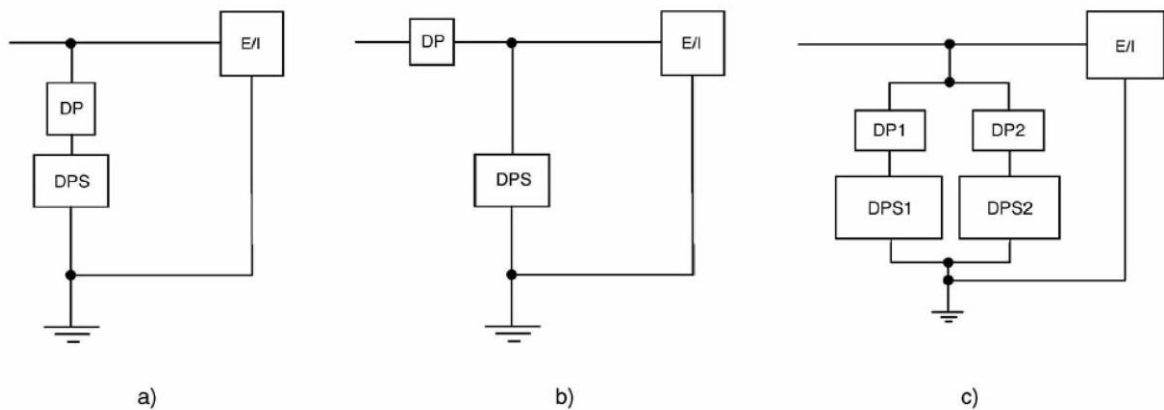 E/I
DP
DPS
a)
DP
E/I
DPS
b)
E/I
DP1 DP2
DPS1 DPS2
c)